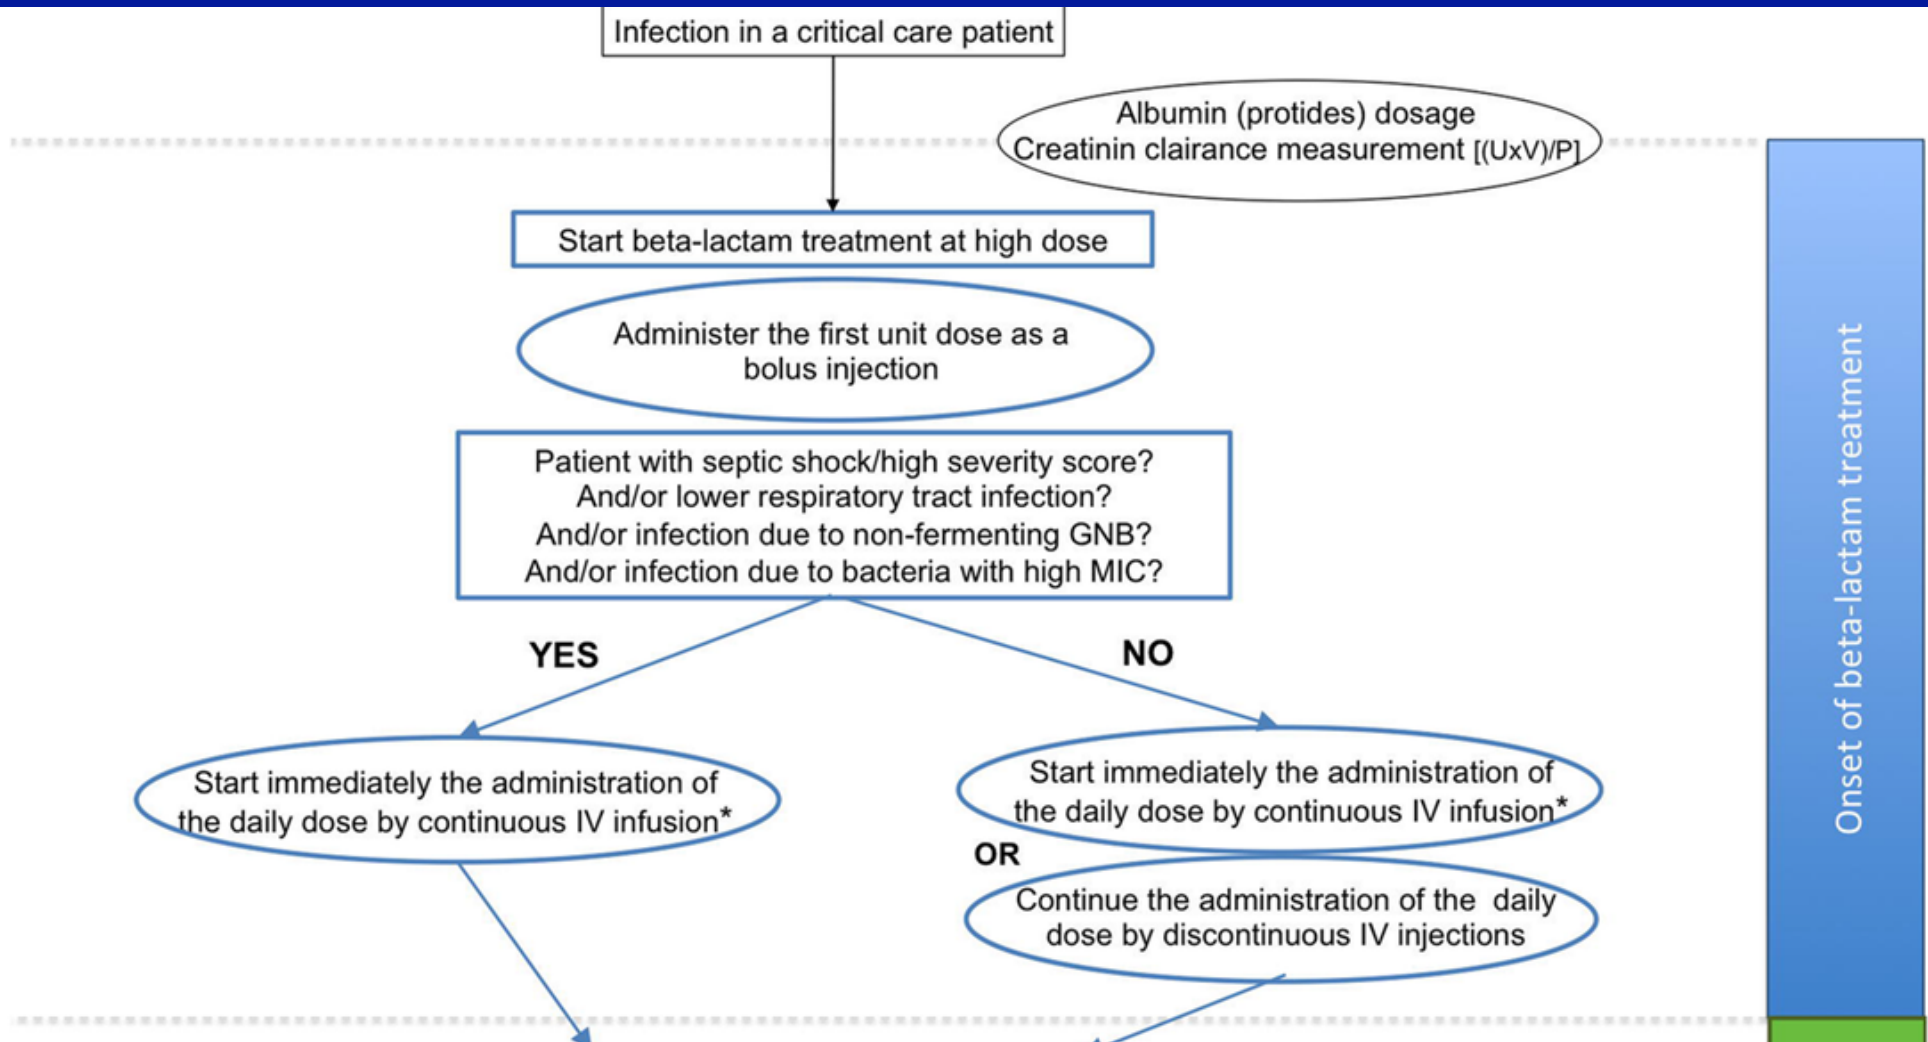 Infection in a critical care patient
Albumin (protides) dosage
Creatinin clairance measurement [(UxV)/P]
Start beta-lactam treatment at high dose
Administer the first unit dose as a
bolus injection
Patient with septic shock/high severity score?
And/or lower respiratory tract infection?
And/or infection due to non-fermenting GNB?
And/or infection due to bacteria with high MIC?
YES
NO
Start immediately the administration of
the daily dose by continuous IV infusion*
Start immediately the administration of
the daily dose by continuous IV infusion*
OR
Continue the administration of the daily
dose by discontinuous IV injections
Onset of beta-lactam treatment